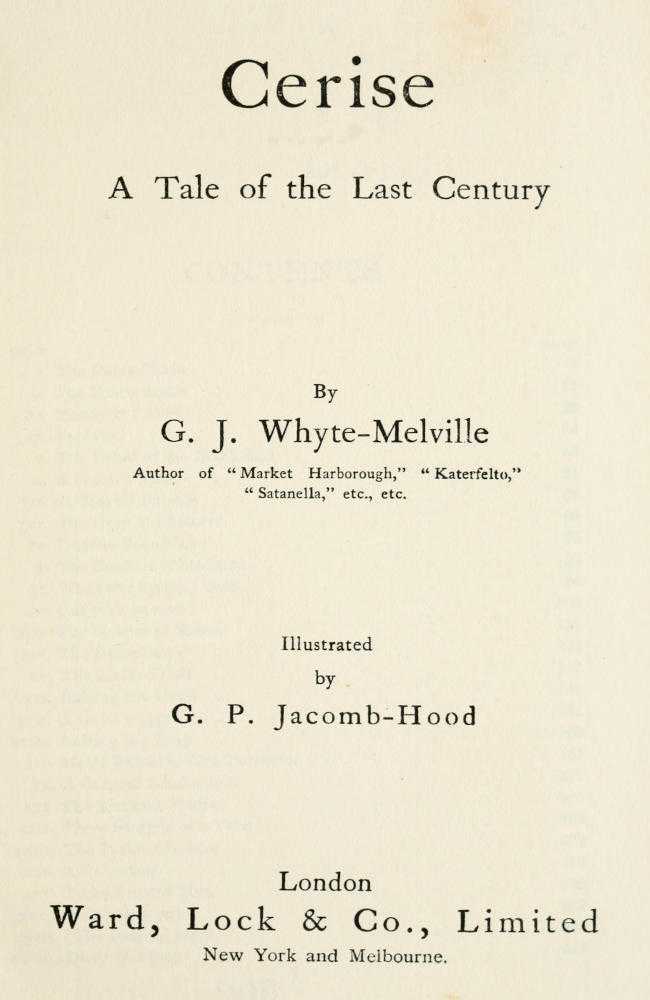 Cerise
A Tale of the Last Century
By
G. J. Whyte-Melville
Author of “Market Harborough,” “Katerfelto,”
“Satanella,” etc., etc.
Illustrated
by
G. P. Jacomb-Hood
London
Ward, Lock & Co., Limited
New York and Melbourne.